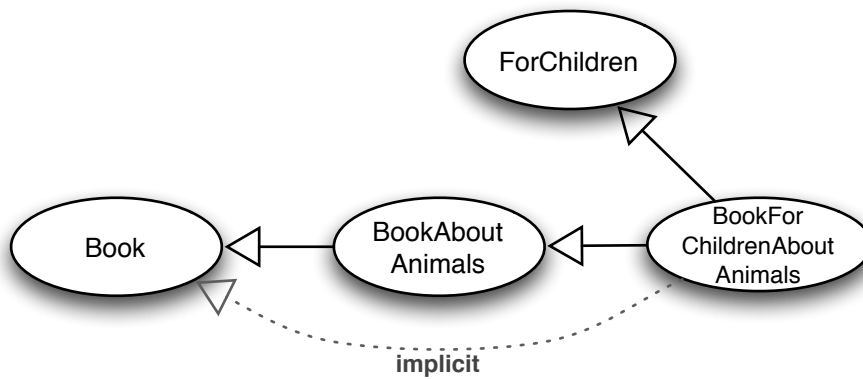 ForChildren
Book
BookAbout
Animals
BookFor
ChildrenAbout
Animals
implicit